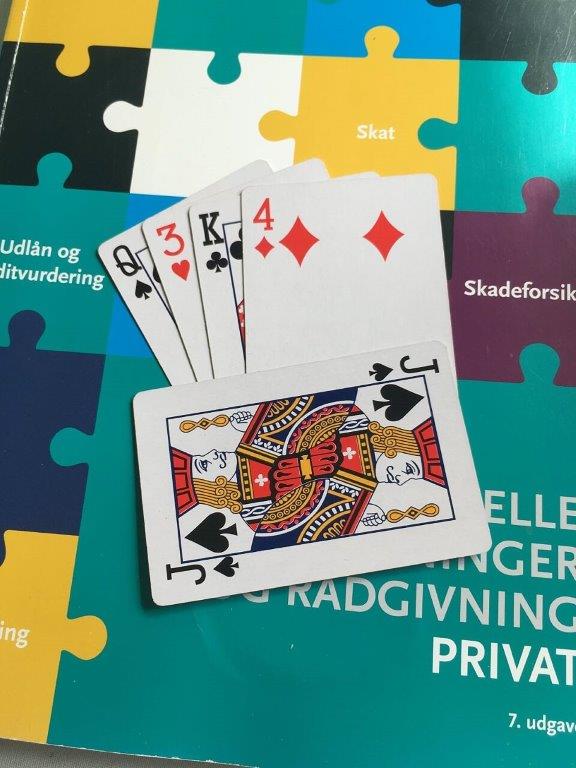 Skat
Udlån og
ditvurdering
Skadeforsik
Q
3
K
4
J
J
ELLE
NINGER
G RÅDGIVNING
PRIVAT
ing
7. udgave